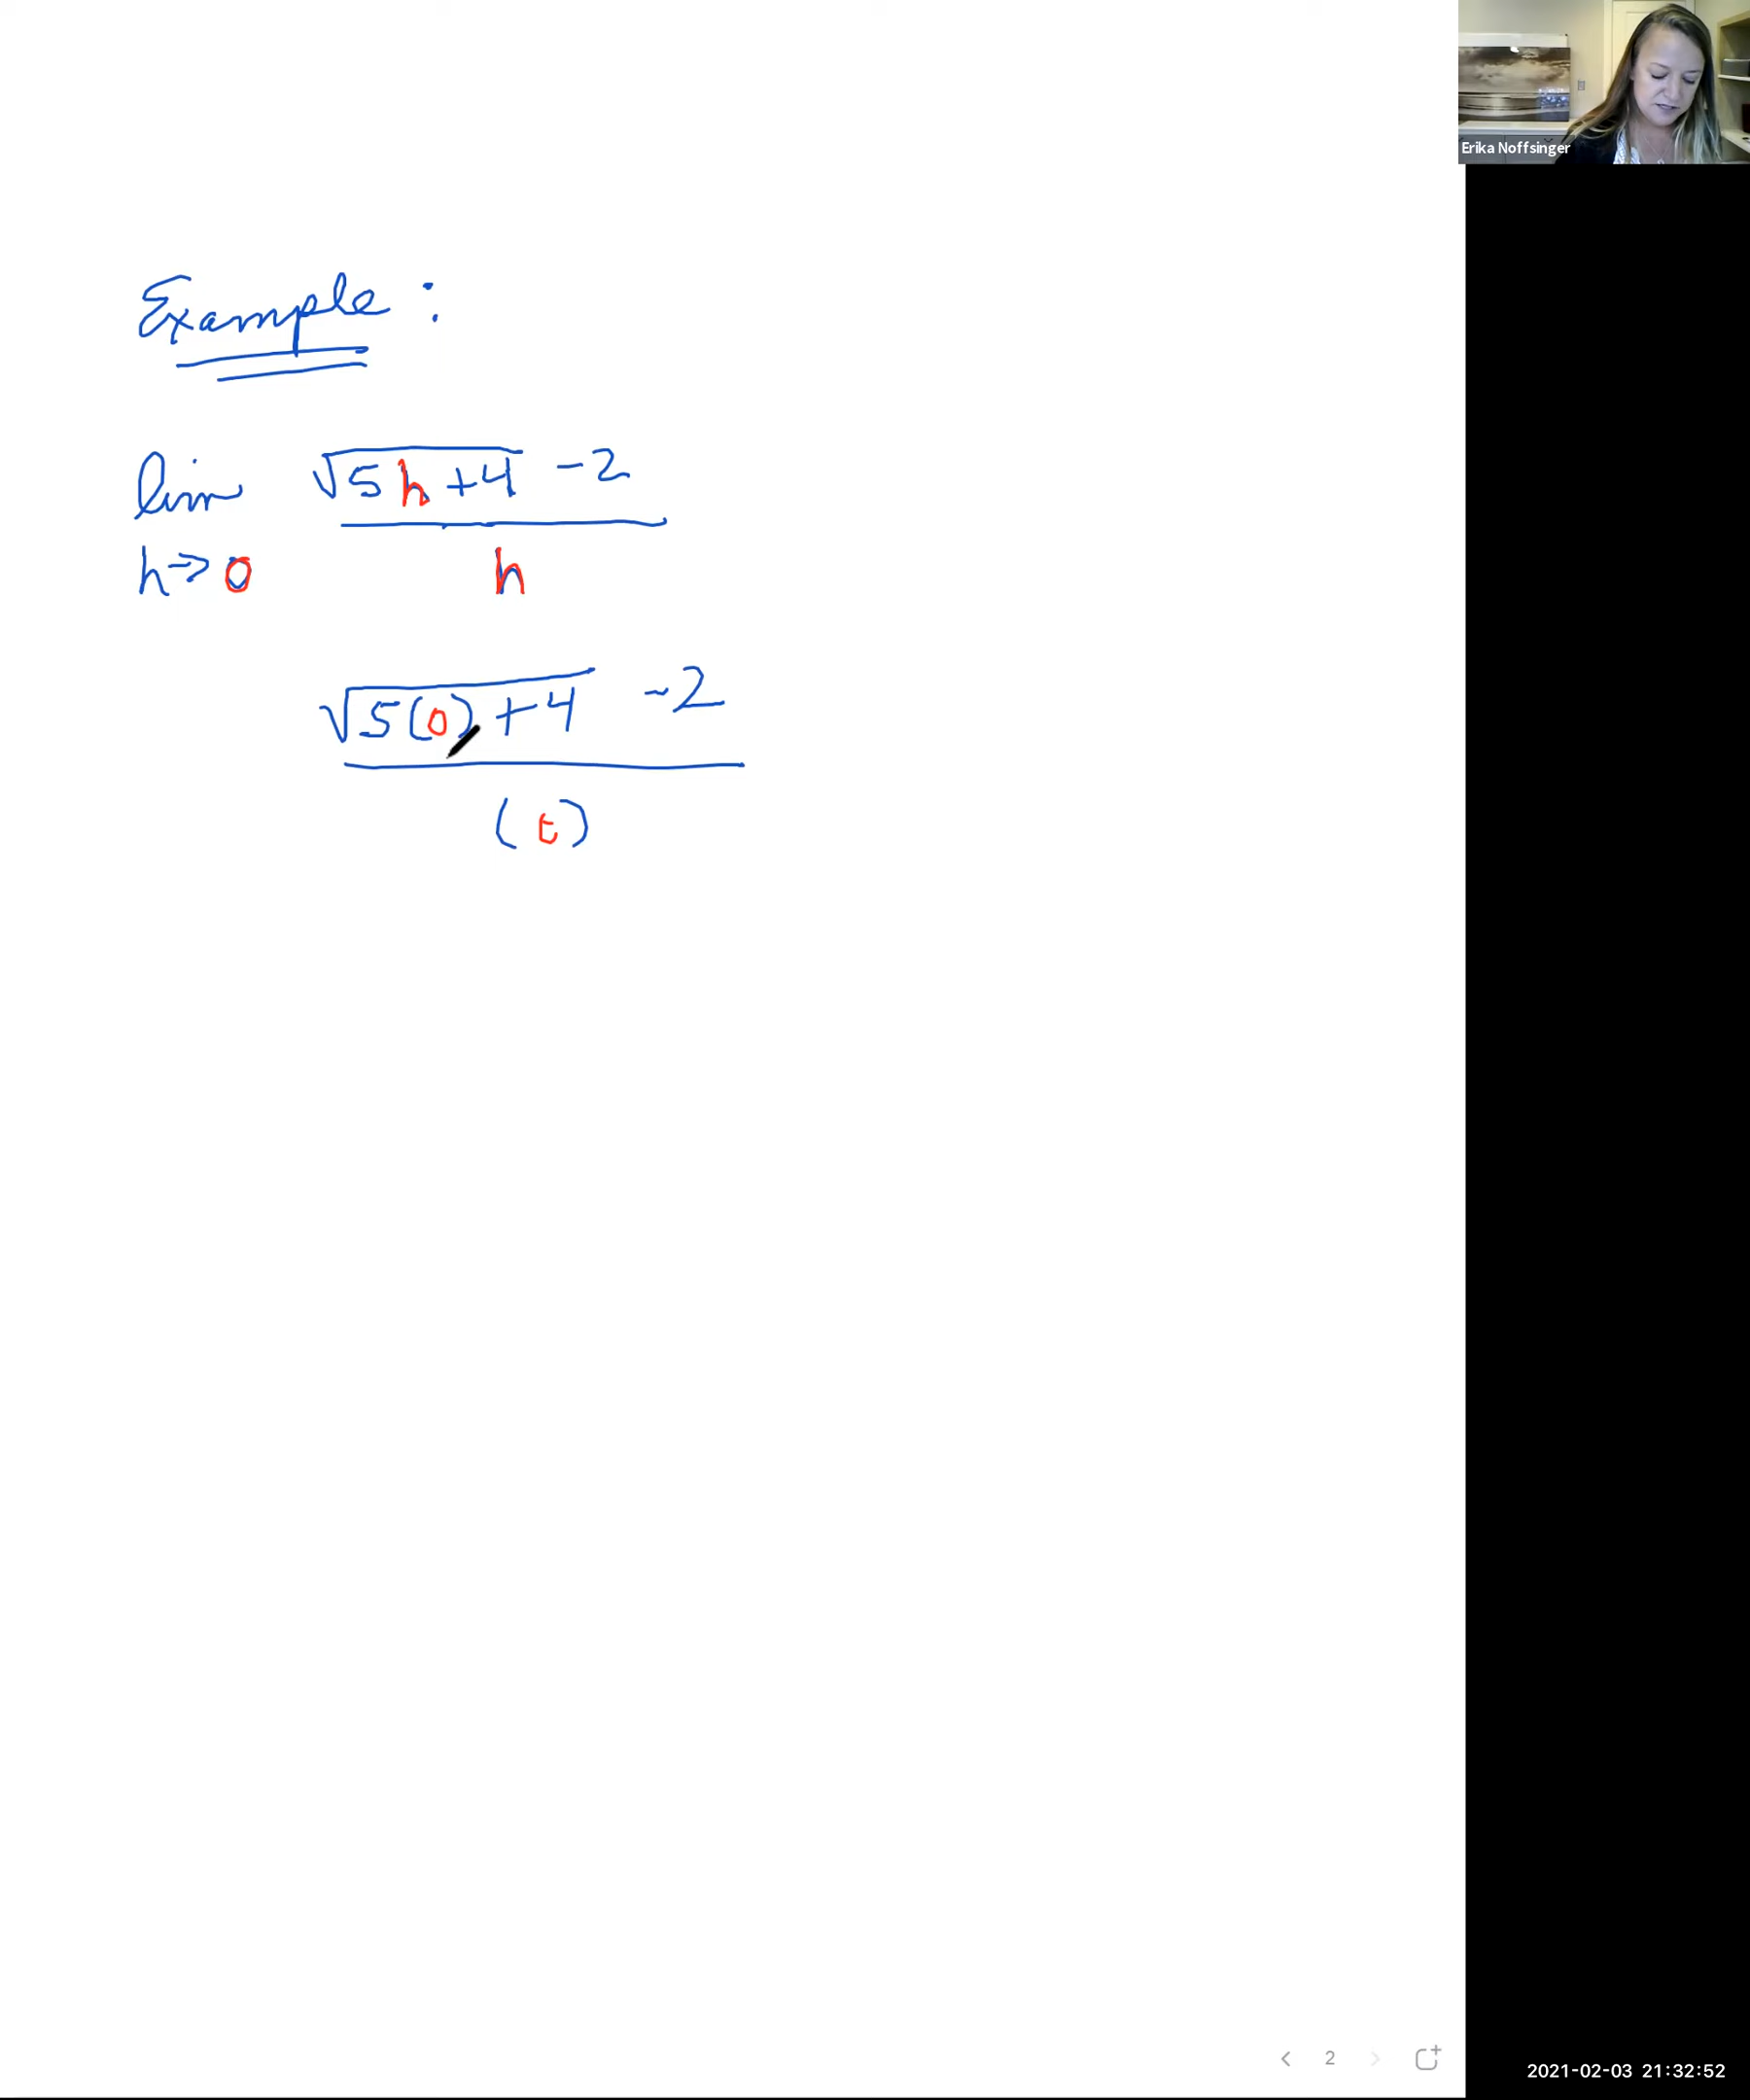 Erika Noffsinger
Example:
lim √5h+4 -2
h→0 h
√5(0)+4 -2
(t)
2
2021-02-03 21:32:52